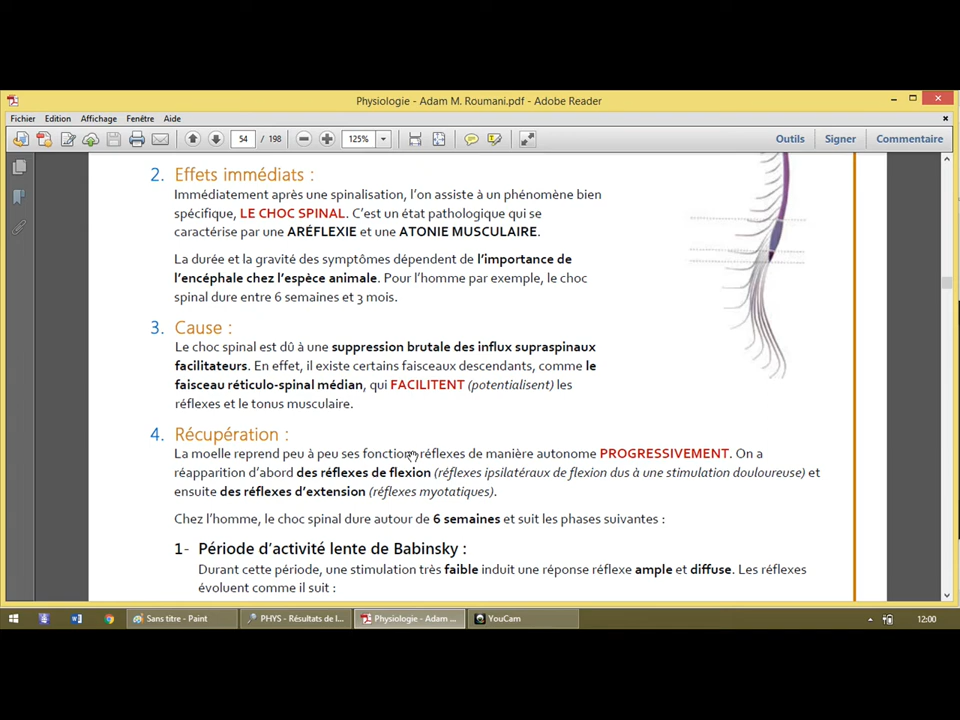 Physiologie - Adam M. Roumani.pdf - Adobe Reader
Fichier Edition Affichage Fenêtre Aide
54 / 198 125% Outils Signer Commentaire
2. Effets immédiats :
Immédiatement après une spinalisation, l'on assiste à un phénomène bien
spécifique, LE CHOC SPINAL. C'est un état pathologique qui se
caractérise par une ARÉFLEXIE et une ATONIE MUSCULAIRE.
La durée et la gravité des symptômes dépendent de l'importance de
l'encéphale chez l'espèce animale. Pour l'homme par exemple, le choc
spinal dure entre 6 semaines et 3 mois.
3. Cause :
Le choc spinal est dû à une suppression brutale des influx supraspinaux
facilitateurs. En effet, il existe certains faisceaux descendants, comme le
faisceau réticulo-spinal médian, qui FACILITENT (potentialisent) les
réflexes et le tonus musculaire.
4. Récupération :
La moelle reprend peu à peu ses fonctions réflexes de manière autonome PROGRESSIVEMENT. On a
réapparition d'abord des réflexes de flexion (réflexes ipsilatéraux de flexion dus à une stimulation douloureuse) et
ensuite des réflexes d'extension (réflexes myotatiques).
Chez l'homme, le choc spinal dure autour de 6 semaines et suit les phases suivantes :
1- Période d'activité lente de Babinsky :
Durant cette période, une stimulation très faible induit une réponse réflexe ample et diffuse. Les réflexes
évoluent comme il suit :
Sans titre - Paint PHYS - Résultats de l... Physiologie - Adam ... YouCam 12:00